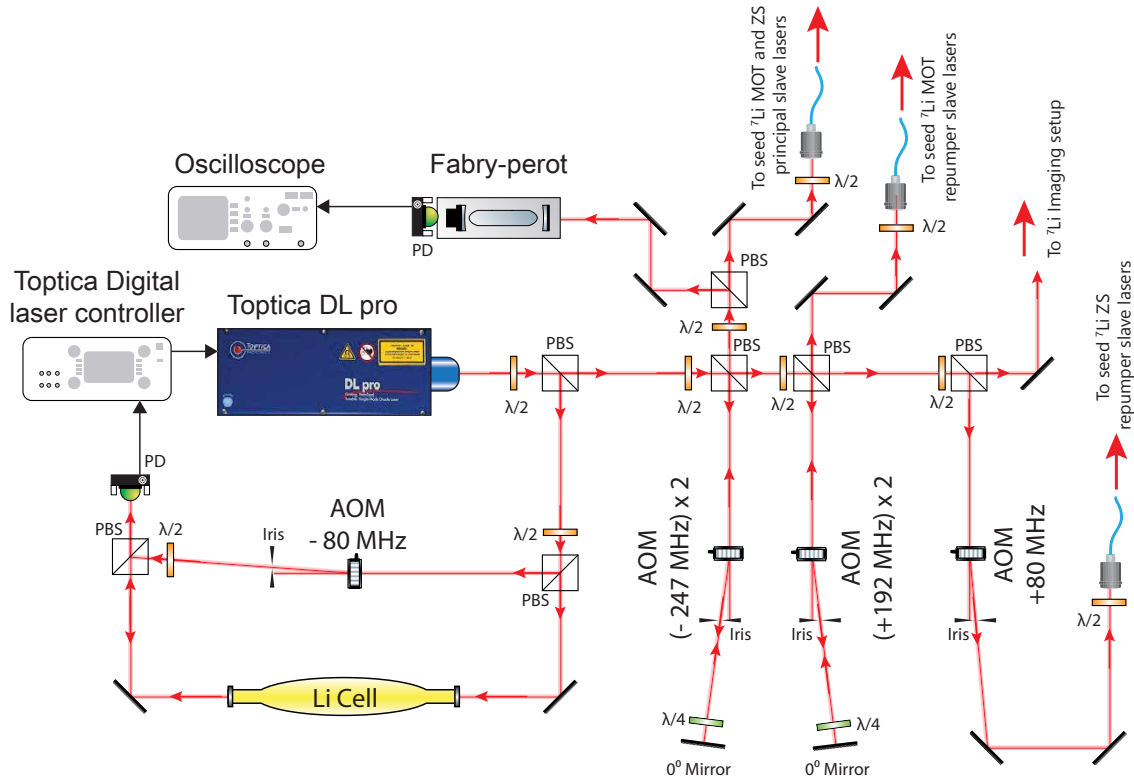 To seed ⁷Li MOT and ZS
principal slave lasers
To seed ⁷Li MOT
repumper slave lasers
To ⁷Li Imaging setup
To seed ⁷Li ZS
repumper slave lasers
Oscilloscope
Fabry-perot
PD
λ/2
λ/2
PBS
λ/2
Toptica Digital
laser controller
Toptica DL pro
TOPTICA
DL pro
PBS
λ/2
PBS
λ/2
PBS
λ/2
PBS
λ/2
PD
PBS
λ/2
Iris
AOM
- 80 MHz
λ/2
PBS
AOM
(- 247 MHz) x 2
AOM
(+192 MHz) x 2
AOM
+80 MHz
Iris
Iris
Iris
λ/2
Li Cell
λ/4
λ/4
0⁰ Mirror
0⁰ Mirror